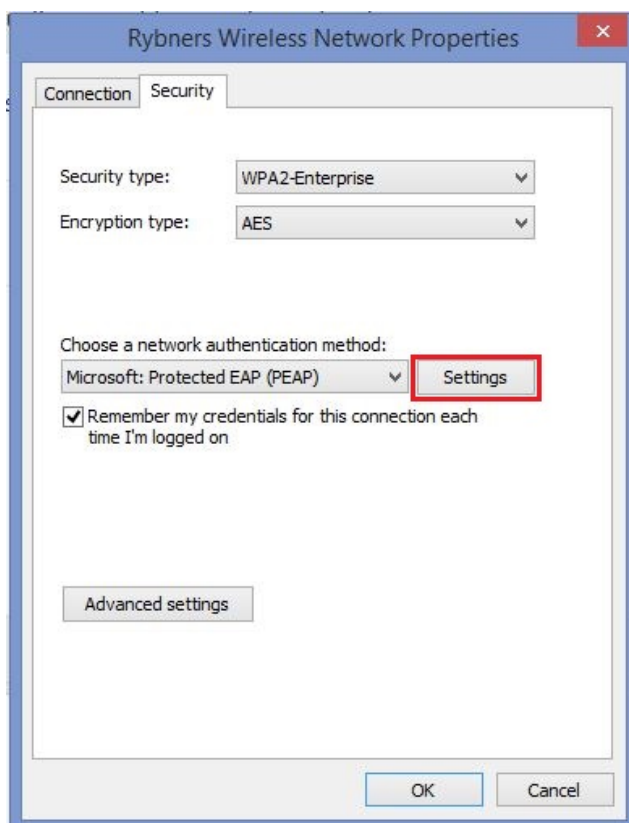 Rybners Wireless Network Properties
Connection
Security
Security type:
WPA2-Enterprise
Encryption type:
AES
Choose a network authentication method:
Microsoft: Protected EAP (PEAP)
Settings
Remember my credentials for this connection each
time I'm logged on
Advanced settings
OK
Cancel